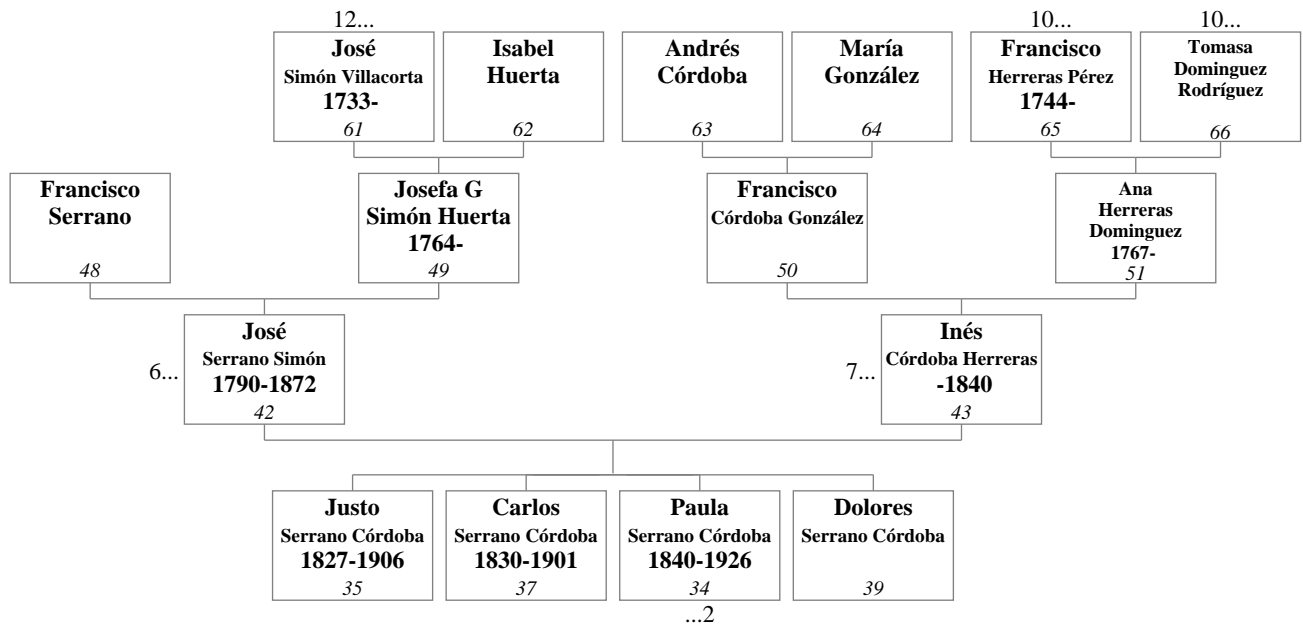 12...
José
Simón Villacorta
1733-
61
Isabel
Huerta
62
Andrés
Córdoba
63
María
González
64
10...
Francisco
Herreras Pérez
1744-
65
10...
Tomasa
Dominguez
Rodríguez
66
Francisco
Serrano
48
Josefa G
Simón Huerta
1764-
49
Francisco
Córdoba González
50
Ana
Herreras
Dominguez
1767-
51
6...
José
Serrano Simón
1790-1872
42
7...
Inés
Córdoba Herreras
-1840
43
Justo
Serrano Córdoba
1827-1906
35
Carlos
Serrano Córdoba
1830-1901
37
Paula
Serrano Córdoba
1840-1926
34
...2
Dolores
Serrano Córdoba
39